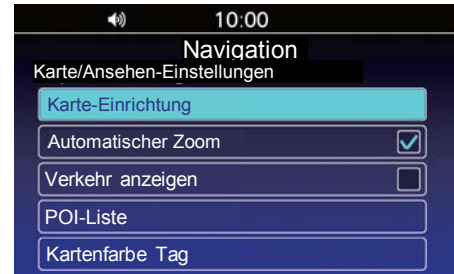 10:00
Navigation
Karte/Ansehen-Einstellungen
Karte-Einrichtung
Automatischer Zoom
Verkehr anzeigen
POI-Liste
Kartenfarbe Tag